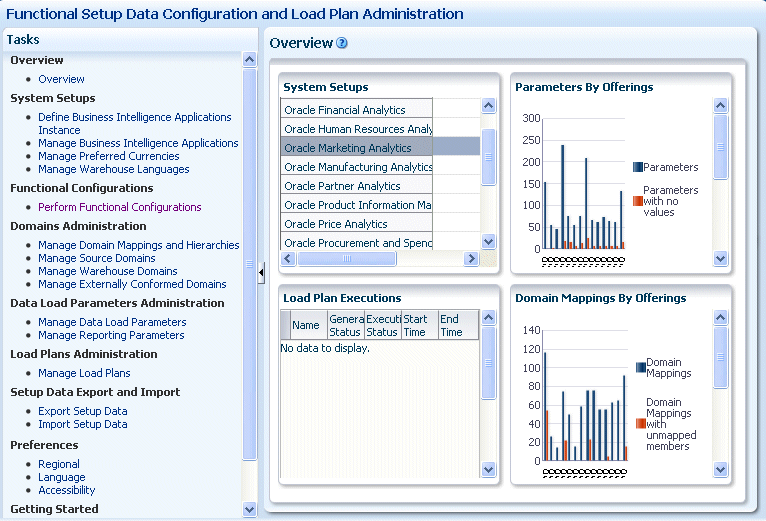 Functional Setup Data Configuration and Load Plan Administration
Tasks
Overview
Overview
System Setups
Define Business Intelligence Applications
Instance
Manage Business Intelligence Applications
Manage Preferred Currencies
Manage Warehouse Languages
Functional Configurations
Perform Functional Configurations
Domains Administration
Manage Domain Mappings and Hierarchies
Manage Source Domains
Manage Warehouse Domains
Manage Externally Conformed Domains
Data Load Parameters Administration
Manage Data Load Parameters
Manage Reporting Parameters
Load Plans Administration
Manage Load Plans
Setup Data Export and Import
Export Setup Data
Import Setup Data
Preferences
Regional
Language
Accessibility
Getting Started
Overview ?
System Setups
Oracle Financial Analytics
Oracle Human Resources Analy
Oracle Marketing Analytics
Oracle Manufacturing Analytics
Oracle Partner Analytics
Oracle Product Information Ma
Oracle Price Analytics
Oracle Procurement and Spend
Parameters By Offerings
300
250
200
150
100
50
0
Parameters
Parameters
with no
values
Load Plan Executions
Name
Genera
Status
Executi
Status
Start
Time
End
Time
No data to display.
Domain Mappings By Offerings
140
120
100
80
60
40
20
0
Domain
Mappings
Domain
Mappings
with
unmapped
members